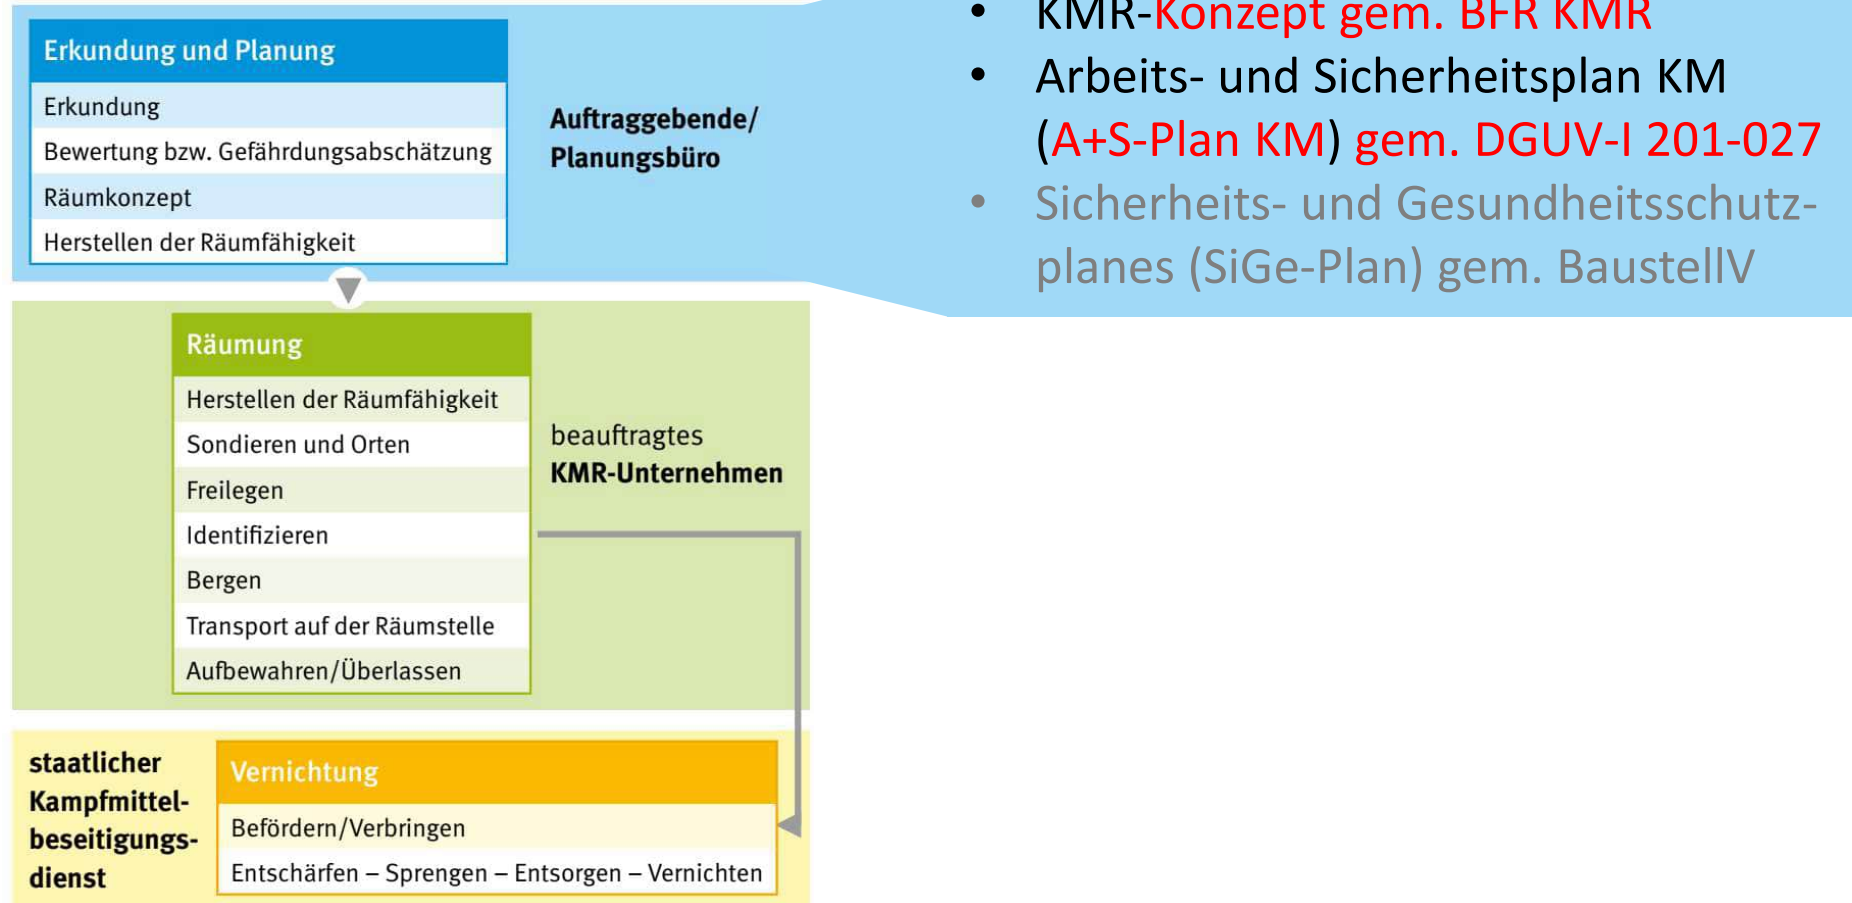 Erkundung und Planung
Erkundung
Bewertung bzw. Gefährdungsabschätzung
Räumkonzept
Herstellen der Räumfähigkeit
Auftraggebende/
Planungsbüro
• KMR-Konzept gem. BFR KMR
• Arbeits- und Sicherheitsplan KM
(A+S-Plan KM) gem. DGUV-I 201-027
• Sicherheits- und Gesundheitsschutz-
planes (SiGe-Plan) gem. BaustellV
Räumung
Herstellen der Räumfähigkeit
Sondieren und Orten
Freilegen
Identifizieren
Bergen
Transport auf der Räumstelle
Aufbewahren/Überlassen
beauftragtes
KMR-Unternehmen
staatlicher
Kampfmittel-
beseitigungs-
dienst
Vernichtung
Befördern/Verbringen
Entschärfen – Sprengen – Entsorgen – Vernichten